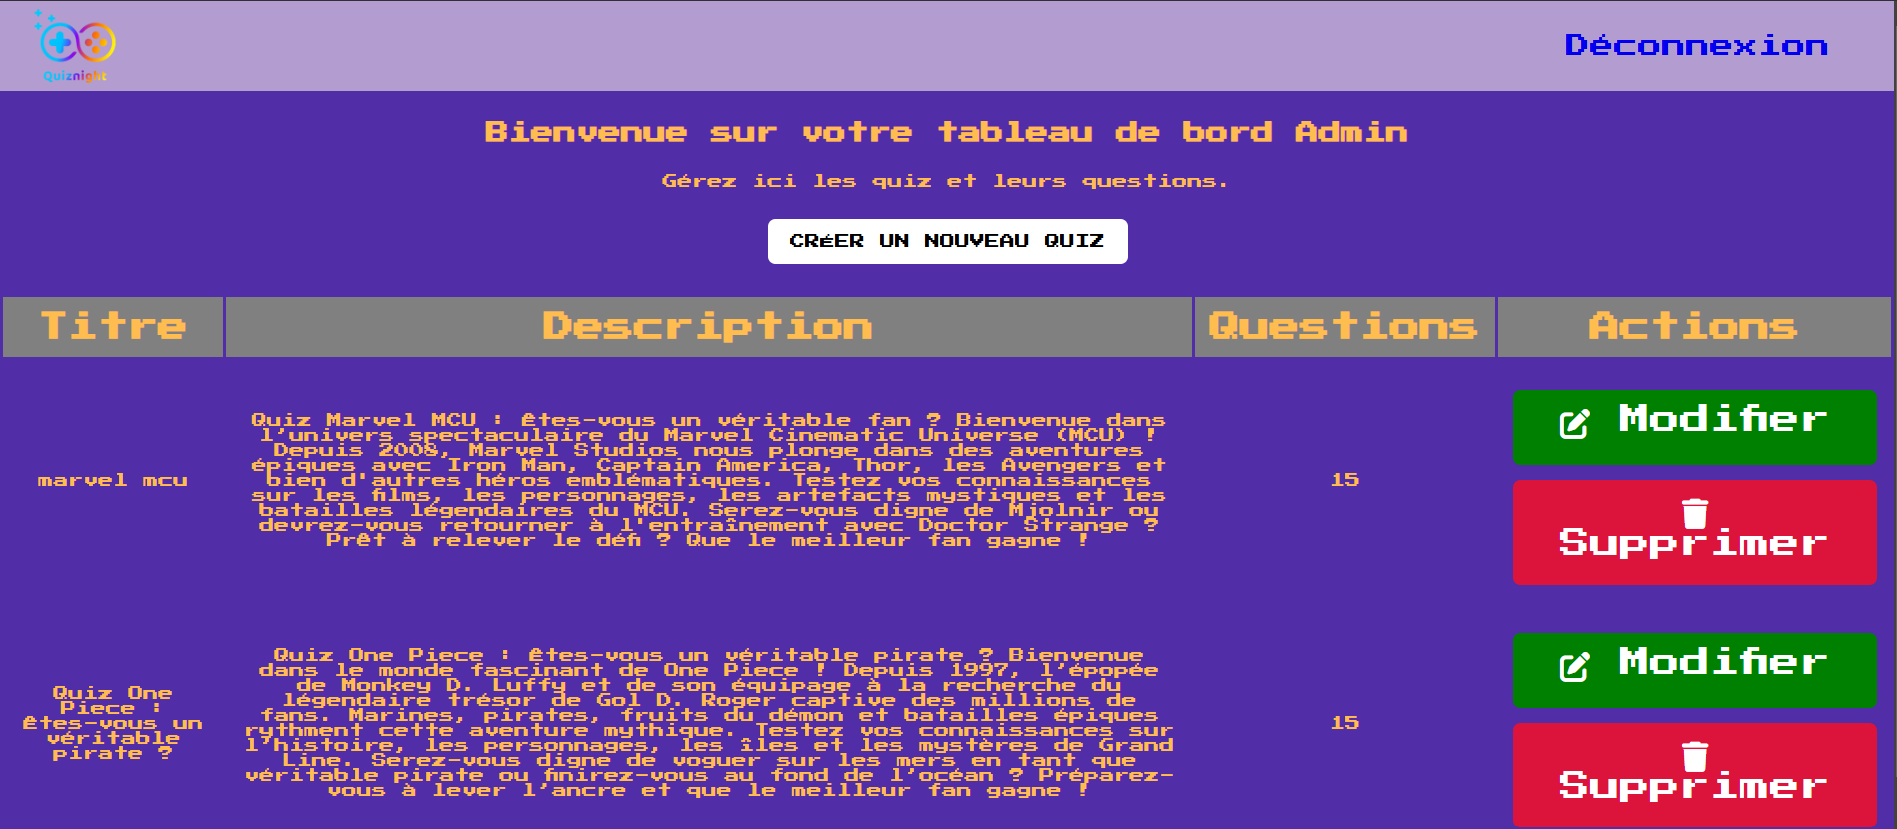 Quiznight
Déconnexion
Bienvenue sur votre tableau de bord Admin
Gérez ici les quiz et leurs questions.
CRéER UN NOUVEAU QUIZ
Titre
Description
Questions
Actions
marvel mcu
Quiz Marvel MCU : Êtes-vous un véritable fan ? Bienvenue dans
l'univers spectaculaire du Marvel Cinematic Universe (MCU) !
Depuis 2008, Marvel Studios nous plonge dans des aventures
épiques avec Iron Man, Captain America, Thor, les Avengers et
bien d'autres héros emblématiques. Testez vos connaissances
sur les films, les personnages, les artefacts mystiques et les
batailles légendaires du MCU. Serez-vous digne de Mjolnir ou
devrez-vous retourner à l'entraînement avec Doctor Strange ?
Prêt à relever le défi ? Que le meilleur fan gagne !
15
Modifier
Supprimer
Quiz One
Piece :
Êtes-vous un
véritable
pirate ?
Quiz One Piece : Êtes-vous un véritable pirate ? Bienvenue
dans le monde fascinant de One Piece ! Depuis 1997, l’épopée
de Monkey D. Luffy et de son équipage à la recherche du
légendaire trésor de Gol D. Roger captive des millions de
fans. Marines, pirates, fruits du démon et batailles épiques
rythment cette aventure mythique. Testez vos connaissances sur
l’histoire, les personnages, les îles et les mystères de Grand
Line. Serez-vous digne de voguer sur les mers en tant que
véritable pirate ou finirez-vous au fond de l’océan ? Préparez-
vous à lever l’ancre et que le meilleur fan gagne !
15
Modifier
Supprimer